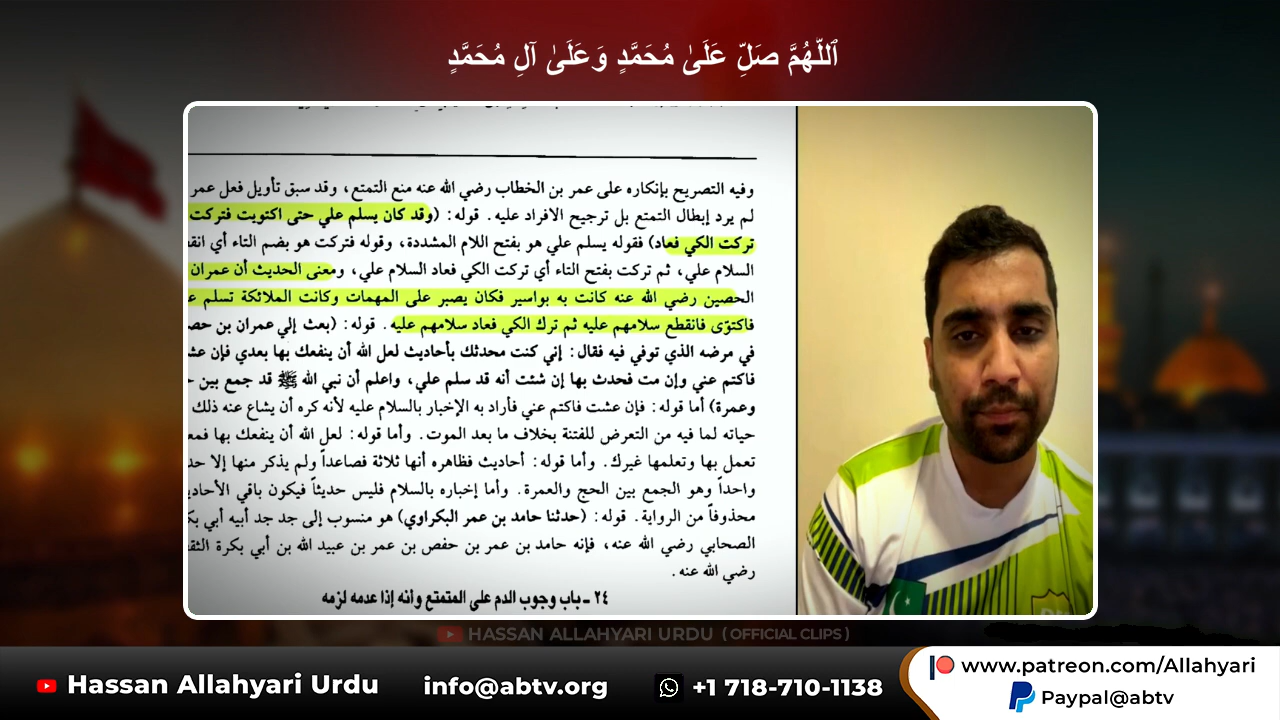 ٱللّٰهُمَّ صَلِّ عَلَىٰ مُحَمَّدٍ وَعَلَىٰ آلِ مُحَمَّدٍ
وفيه التصريح بإنكاره على عمر بن الخطاب رضي الله عنه منع التمتع، وقد سبق تأويل فعل عمر
لم يرد إبطال التمتع بل ترجيح الافراد عليه. قوله: (وقد كان يسلم علي حتى اكتويت فتركت
تركت الكي فعاد) فقوله يسلم علي هو بفتح اللام المشددة، وقوله فتركت هو بضم التاء أي
السلام علي، ثم تركت بفتح التاء أي تركت الكي فعاد السلام علي، ومعنى الحديث أن عمران
الحصين رضي الله عنه كانت به بواسير فكان يصبر على المهمات وكانت الملائكة تسلم
فاكتوى فانقطع سلامهم عليه ثم ترك الكي فعاد سلامهم عليه. قوله: (بعث إلي عمران بن
في مرضه الذي توفي فيه فقال: إني كنت محدثك بأحاديث لعل الله أن ينفعك بها بعدي فإن
فاكتم عني وإن مت فحدث بها إن شئت أنه قد سلم علي، واعلم أن نبي الله ﷺ قد جمع بين
وعمرة) أما قوله: فإن عشت فاكتم عني فأراد به الإخبار بالسلام عليه لأنه كره أن يشاع عنه ذلك
حياته لما فيه من التعرض للفتنة بخلاف ما بعد الموت. وأما قوله: لعل الله أن ينفعك بها
تعمل بها وتعلمها غيرك. وأما قوله: أحاديث فظاهره أنها ثلاثة فصاعداً ولم يذكر منها إلا
واحداً وهو الجمع بين الحج والعمرة. وأما إخباره بالسلام فليس حديثاً فيكون باقي
محذوفاً من الرواية. قوله: (حدثنا حامد بن عمر البكراوي) هو منسوب إلى جد جد أبيه أبي
الصحابي رضي الله عنه، فإنه حامد بن عمر بن حفص بن عمر بن عبيد الله بن أبي بكرة
رضي الله عنه.
٢٤ - باب وجوب الدم على المتمتع وأنه إذا عدمه لزمه
HASSAN ALLAHYARI URDU ( OFFICIAL CLIPS )
Hassan Allahyari Urdu
info@abtv.org
+1 718-710-1138
www.patreon.com/Allahyari
Paypal@abtv